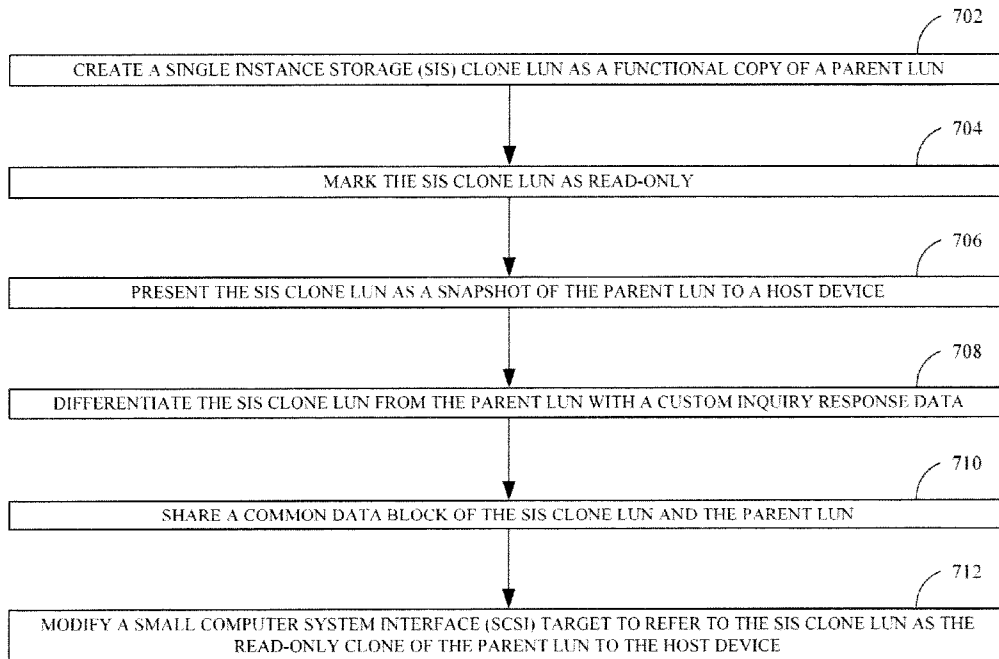 702
CREATE A SINGLE INSTANCE STORAGE (SIS) CLONE LUN AS A FUNCTIONAL COPY OF A PARENT LUN
704
MARK THE SIS CLONE LUN AS READ-ONLY
706
PRESENT THE SIS CLONE LUN AS A SNAPSHOT OF THE PARENT LUN TO A HOST DEVICE
708
DIFFERENTIATE THE SIS CLONE LUN FROM THE PARENT LUN WITH A CUSTOM INQUIRY RESPONSE DATA
710
SHARE A COMMON DATA BLOCK OF THE SIS CLONE LUN AND THE PARENT LUN
712
MODIFY A SMALL COMPUTER SYSTEM INTERFACE (SCSI) TARGET TO REFER TO THE SIS CLONE LUN AS THE
READ-ONLY CLONE OF THE PARENT LUN TO THE HOST DEVICE